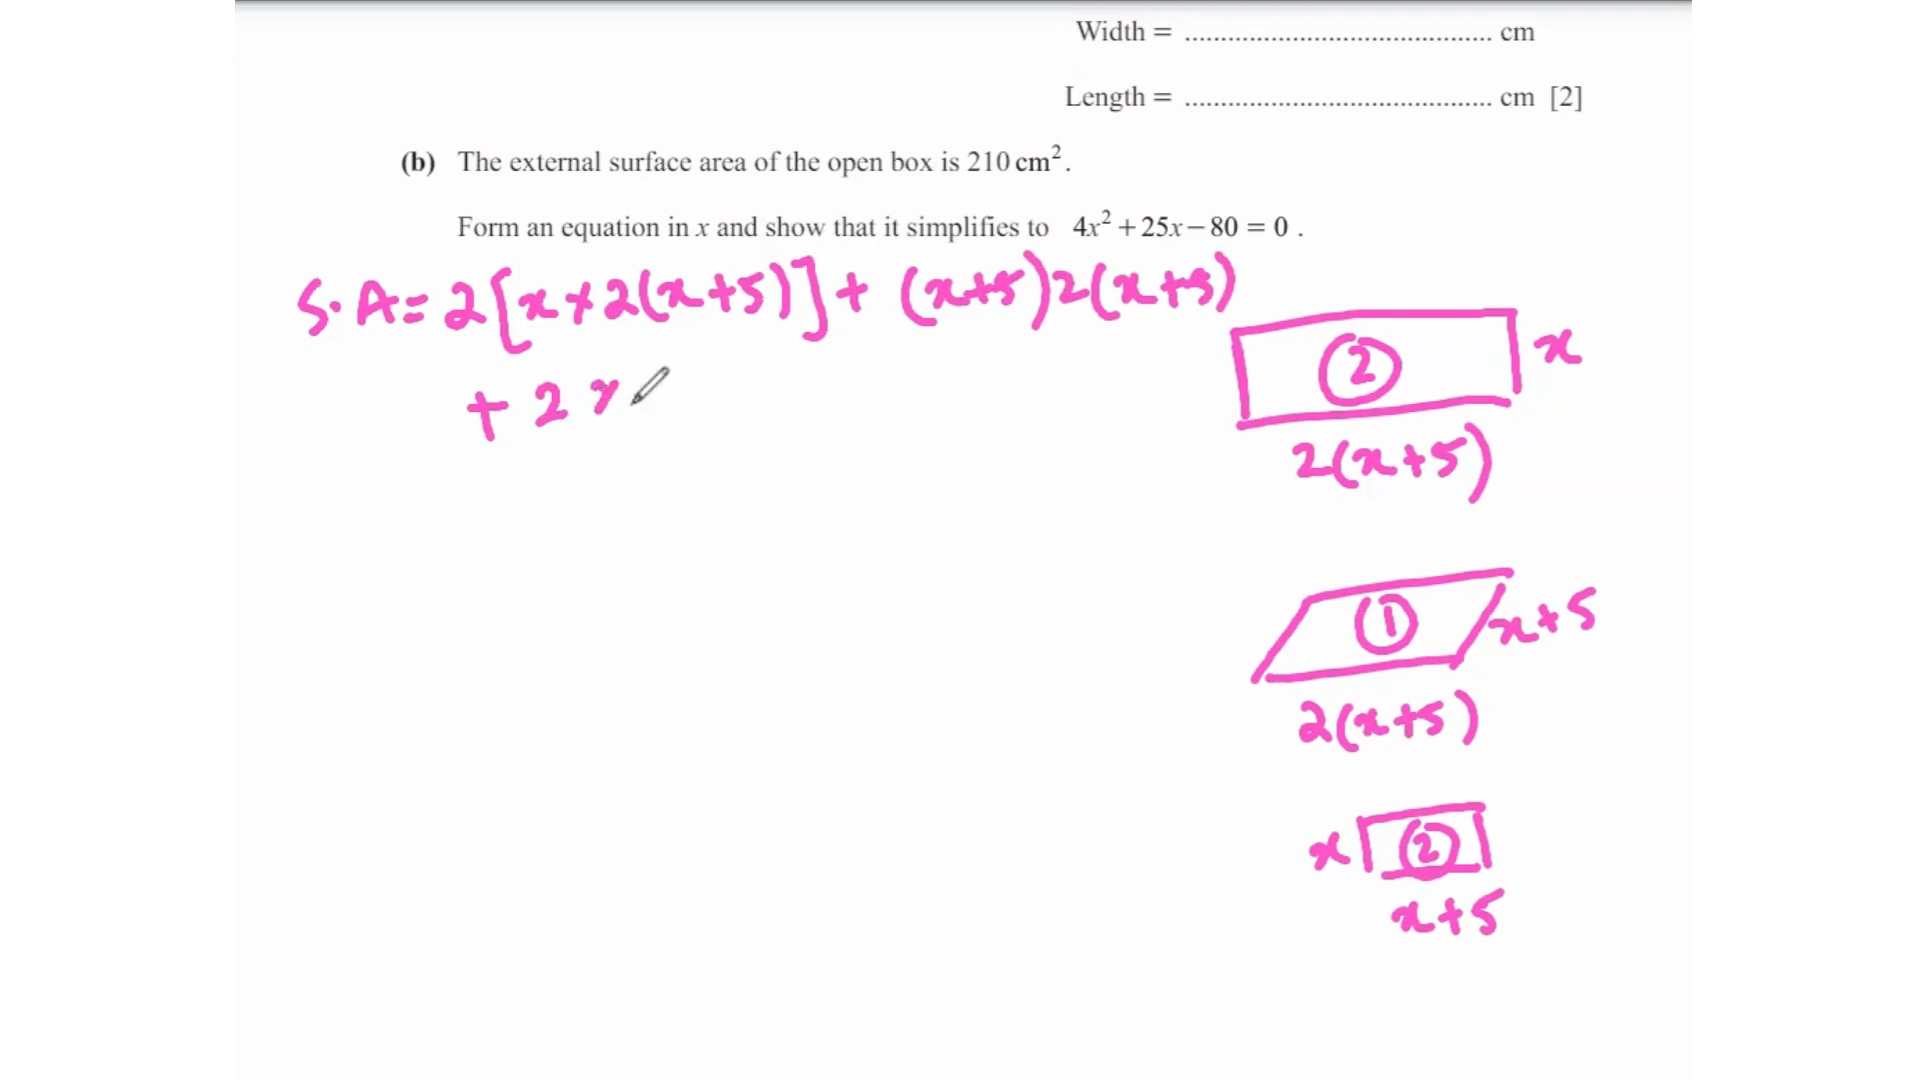 Width = ........................................... cm
Length = ........................................... cm [2]
(b) The external surface area of the open box is 210 cm².
Form an equation in x and show that it simplifies to 4x² + 25x − 80 = 0 .
S.A = 2[x × 2(x+5)] + (x+5)2(x+5)
+ 2 x
② x
2(x+5)
① x+5
2(x+5)
x ②
x+5